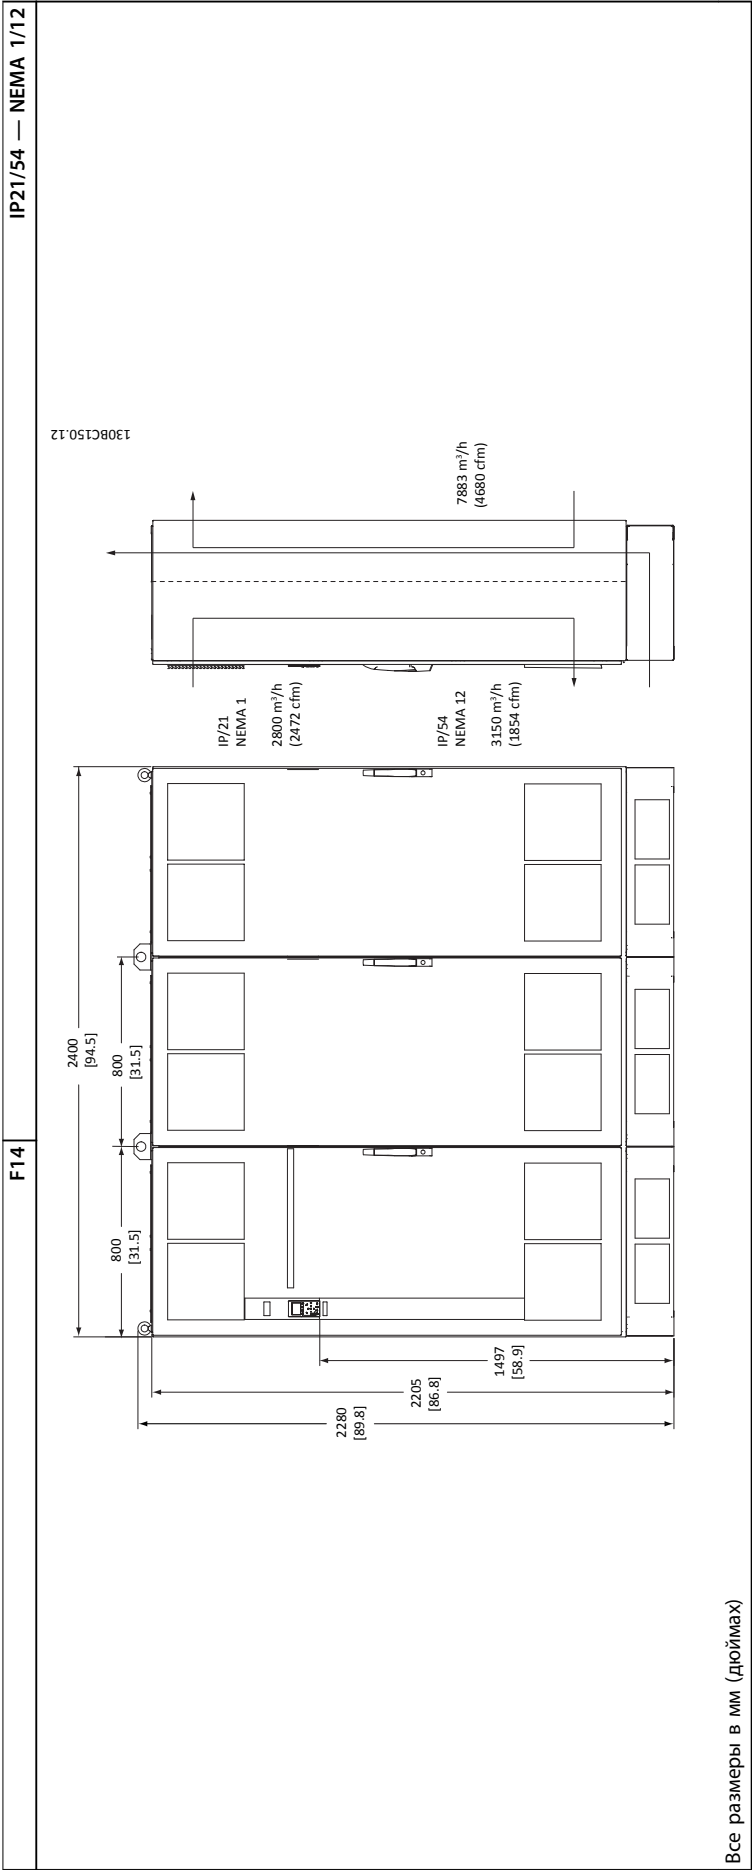 F14
IP21/54 — NEMA 1/12
130BC150.12
2400
[94.5]
800
[31.5]
800
[31.5]
2280
[89.8]
2205
[86.8]
1497
[58.9]
IP/21
NEMA 1
2800 m³/h
(2472 cfm)
IP/54
NEMA 12
3150 m³/h
(1854 cfm)
7883 m³/h
(4680 cfm)
Все размеры в мм (дюймах)